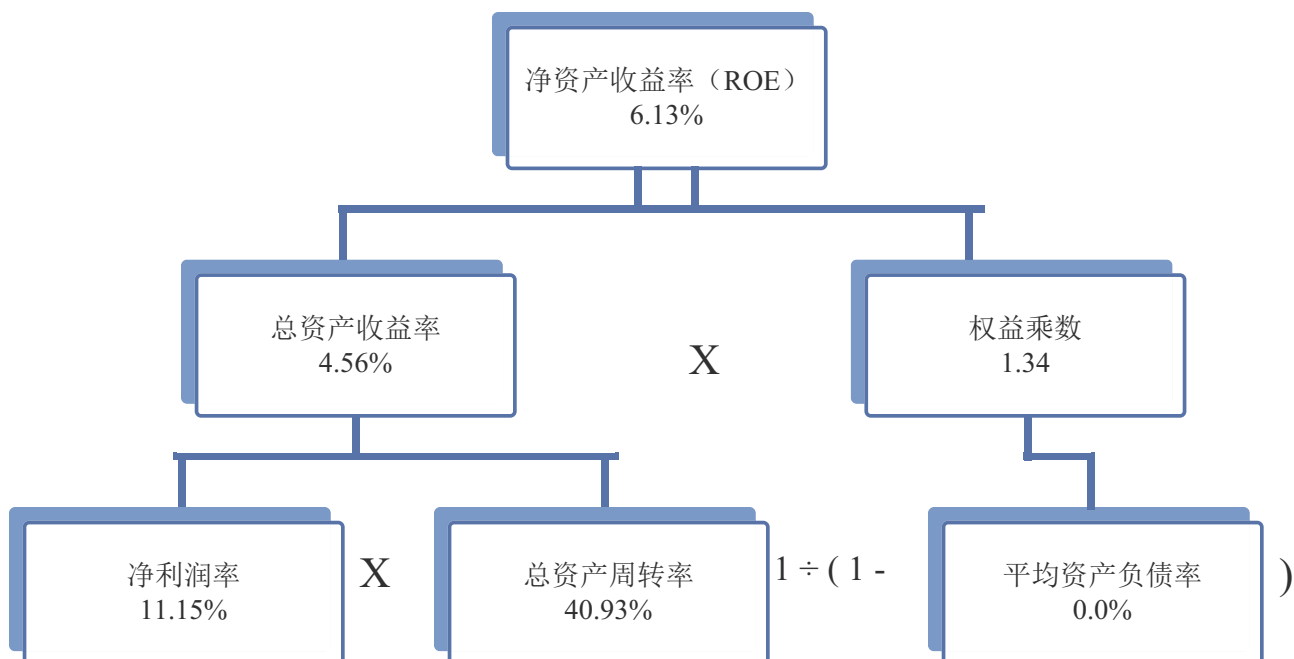 净资产收益率（ROE）
6.13%
总资产收益率
4.56%
X
权益乘数
1.34
净利润率
11.15%
X
总资产周转率
40.93%
1 ÷ ( 1 -
平均资产负债率
0.0%
)